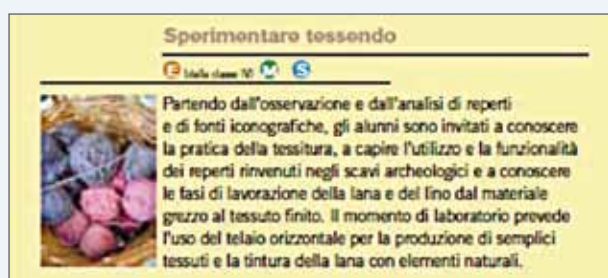 Sperimentare tessendo
E (dalla classe IV) M S
Partendo dall'osservazione e dall'analisi di reperti
e di fonti iconografiche, gli alunni sono invitati a conoscere
la pratica della tessitura, a capire l'utilizzo e la funzionalità
dei reperti rinvenuti negli scavi archeologici e a conoscere
le fasi di lavorazione della lana e del lino dal materiale
grezzo al tessuto finito. Il momento di laboratorio prevede
l'uso del telaio orizzontale per la produzione di semplici
tessuti e la tintura della lana con elementi naturali.